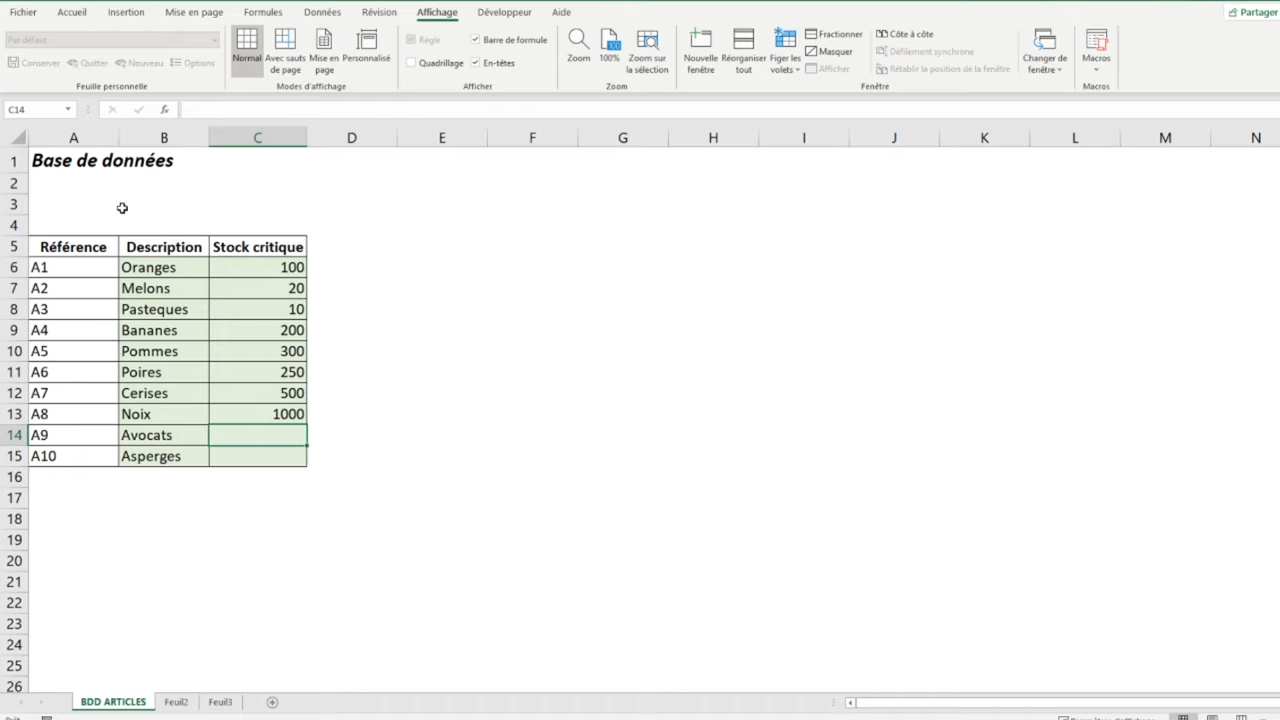 Fichier Accueil Insertion Mise en page Formules Données Révision Affichage Développeur Aide Partager
Par défaut
Conserver Quitter Nouveau Options
Feuille personnelle
Normal
Avec sauts de page
Mise en page
Personnalisé
Modes d'affichage
Règle Barre de formule
Quadrillage En-têtes
Afficher
Zoom
100
100%
Zoom sur la sélection
Zoom
Nouvelle fenêtre
Réorganiser tout
Figer les volets
Fractionner
Masquer
Afficher
Côte à côte
Défilement synchrone
Rétablir la position de la fenêtre
Changer de fenêtre
Fenêtre
Macros
Macros
C14 fx
A B C D E F G H I J K L M N
1 Base de données
2
3
4
5 Référence Description Stock critique
6 A1 Oranges 100
7 A2 Melons 20
8 A3 Pasteques 10
9 A4 Bananes 200
10 A5 Pommes 300
11 A6 Poires 250
12 A7 Cerises 500
13 A8 Noix 1000
14 A9 Avocats
15 A10 Asperges
16
17
18
19
20
21
22
23
24
25
26
BDD ARTICLES Feuil2 Feuil3